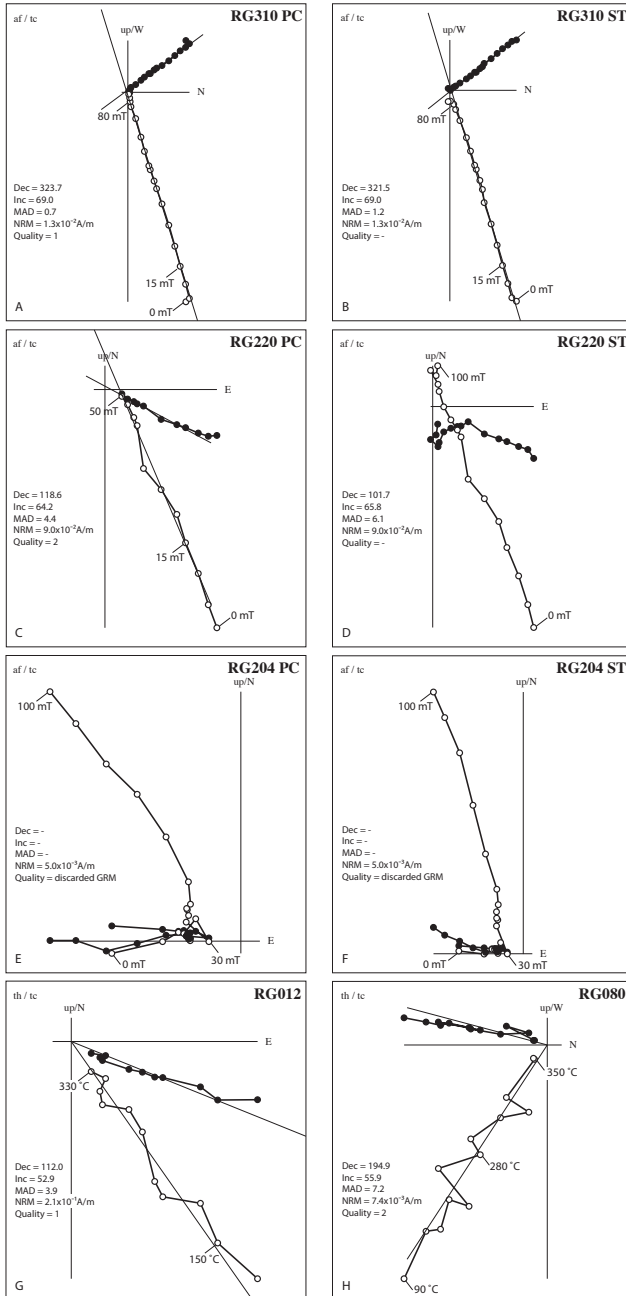 af / tc
RG310 PC
up/W
N
80 mT
Dec = 323.7
Inc = 69.0
MAD = 0.7
NRM = 1.3x10⁻²A/m
Quality = 1
15 mT
0 mT
A
af / tc
RG310 ST
up/W
N
80 mT
Dec = 321.5
Inc = 69.0
MAD = 1.2
NRM = 1.3x10⁻²A/m
Quality = -
15 mT
0 mT
B
af / tc
RG220 PC
up/N
E
50 mT
Dec = 118.6
Inc = 64.2
MAD = 4.4
NRM = 9.0x10⁻²A/m
Quality = 2
15 mT
0 mT
C
af / tc
RG220 ST
up/N
100 mT
E
Dec = 101.7
Inc = 65.8
MAD = 6.1
NRM = 9.0x10⁻²A/m
Quality = -
0 mT
D
af / tc
RG204 PC
up/N
100 mT
Dec = -
Inc = -
MAD = -
NRM = 5.0x10⁻³A/m
Quality = discarded GRM
E
0 mT
30 mT
E
af / tc
RG204 ST
up/N
100 mT
Dec = -
Inc = -
MAD = -
NRM = 5.0x10⁻³A/m
Quality = discarded GRM
E
0 mT
30 mT
F
th / tc
RG012
up/N
E
330 °C
Dec = 112.0
Inc = 52.9
MAD = 3.9
NRM = 2.1x10⁻¹A/m
Quality = 1
150 °C
G
th / tc
RG080
up/W
N
350 °C
280 °C
Dec = 194.9
Inc = 55.9
MAD = 7.2
NRM = 7.4x10⁻³A/m
Quality = 2
90 °C
H